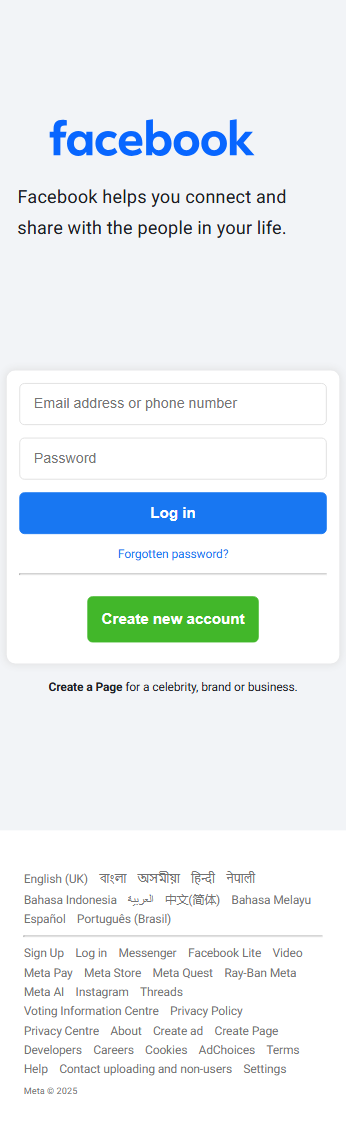 facebook
Facebook helps you connect and
share with the people in your life.
Email address or phone number
Password
Log in
Forgotten password?
Create new account
Create a Page for a celebrity, brand or business.
English (UK) বাংলা অসমীয়া हिन्दी नेपाली
Bahasa Indonesia العربية 中文(简体) Bahasa Melayu
Español Português (Brasil)
Sign Up Log in Messenger Facebook Lite Video
Meta Pay Meta Store Meta Quest Ray-Ban Meta
Meta AI Instagram Threads
Voting Information Centre Privacy Policy
Privacy Centre About Create ad Create Page
Developers Careers Cookies AdChoices Terms
Help Contact uploading and non-users Settings
Meta © 2025